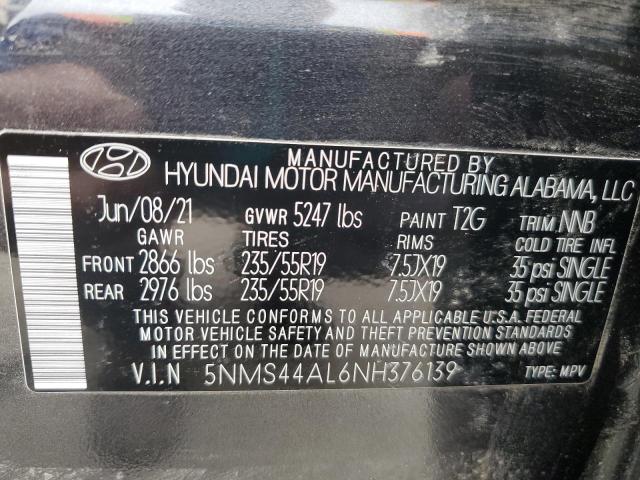 MANUFACTURED BY
HYUNDAI MOTOR MANUFACTURING ALABAMA, LLC
Jun/08/21 GVWR 5247 lbs PAINT T2G TRIM NNB
GAWR TIRES RIMS COLD TIRE INFL
FRONT 2866 lbs 235/55R19 7.5JX19 35 psi SINGLE
REAR 2976 lbs 235/55R19 7.5JX19 35 psi SINGLE
THIS VEHICLE CONFORMS TO ALL APPLICABLE U.S.A. FEDERAL
MOTOR VEHICLE SAFETY AND THEFT PREVENTION STANDARDS
IN EFFECT ON THE DATE OF MANUFACTURE SHOWN ABOVE
V.I.N 5NMS44AL6NH376139 TYPE: MPV